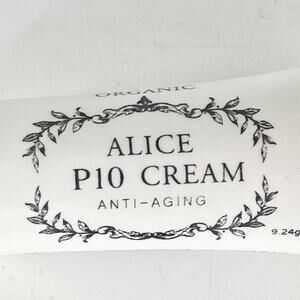 ORGANIC
ALICE
P10 CREAM
ANTI-AGING
9.24g